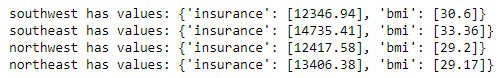 southwest has values: {'insurance': [12346.94], 'bmi': [30.6]}
southeast has values: {'insurance': [14735.41], 'bmi': [33.36]}
northwest has values: {'insurance': [12417.58], 'bmi': [29.2]}
northeast has values: {'insurance': [13406.38], 'bmi': [29.17]}